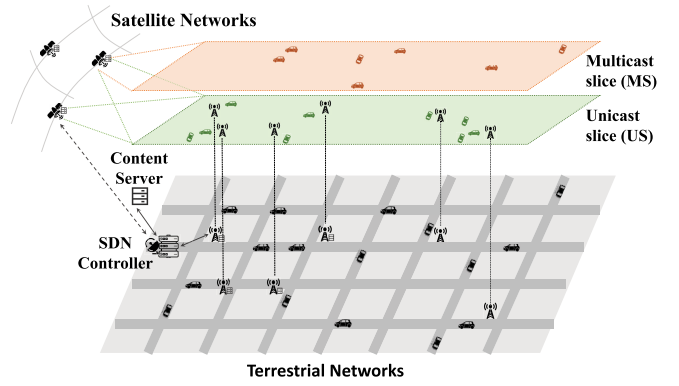 Satellite Networks
Multicast
slice (MS)
Unicast
slice (US)
Content
Server
SDN
Controller
Terrestrial Networks